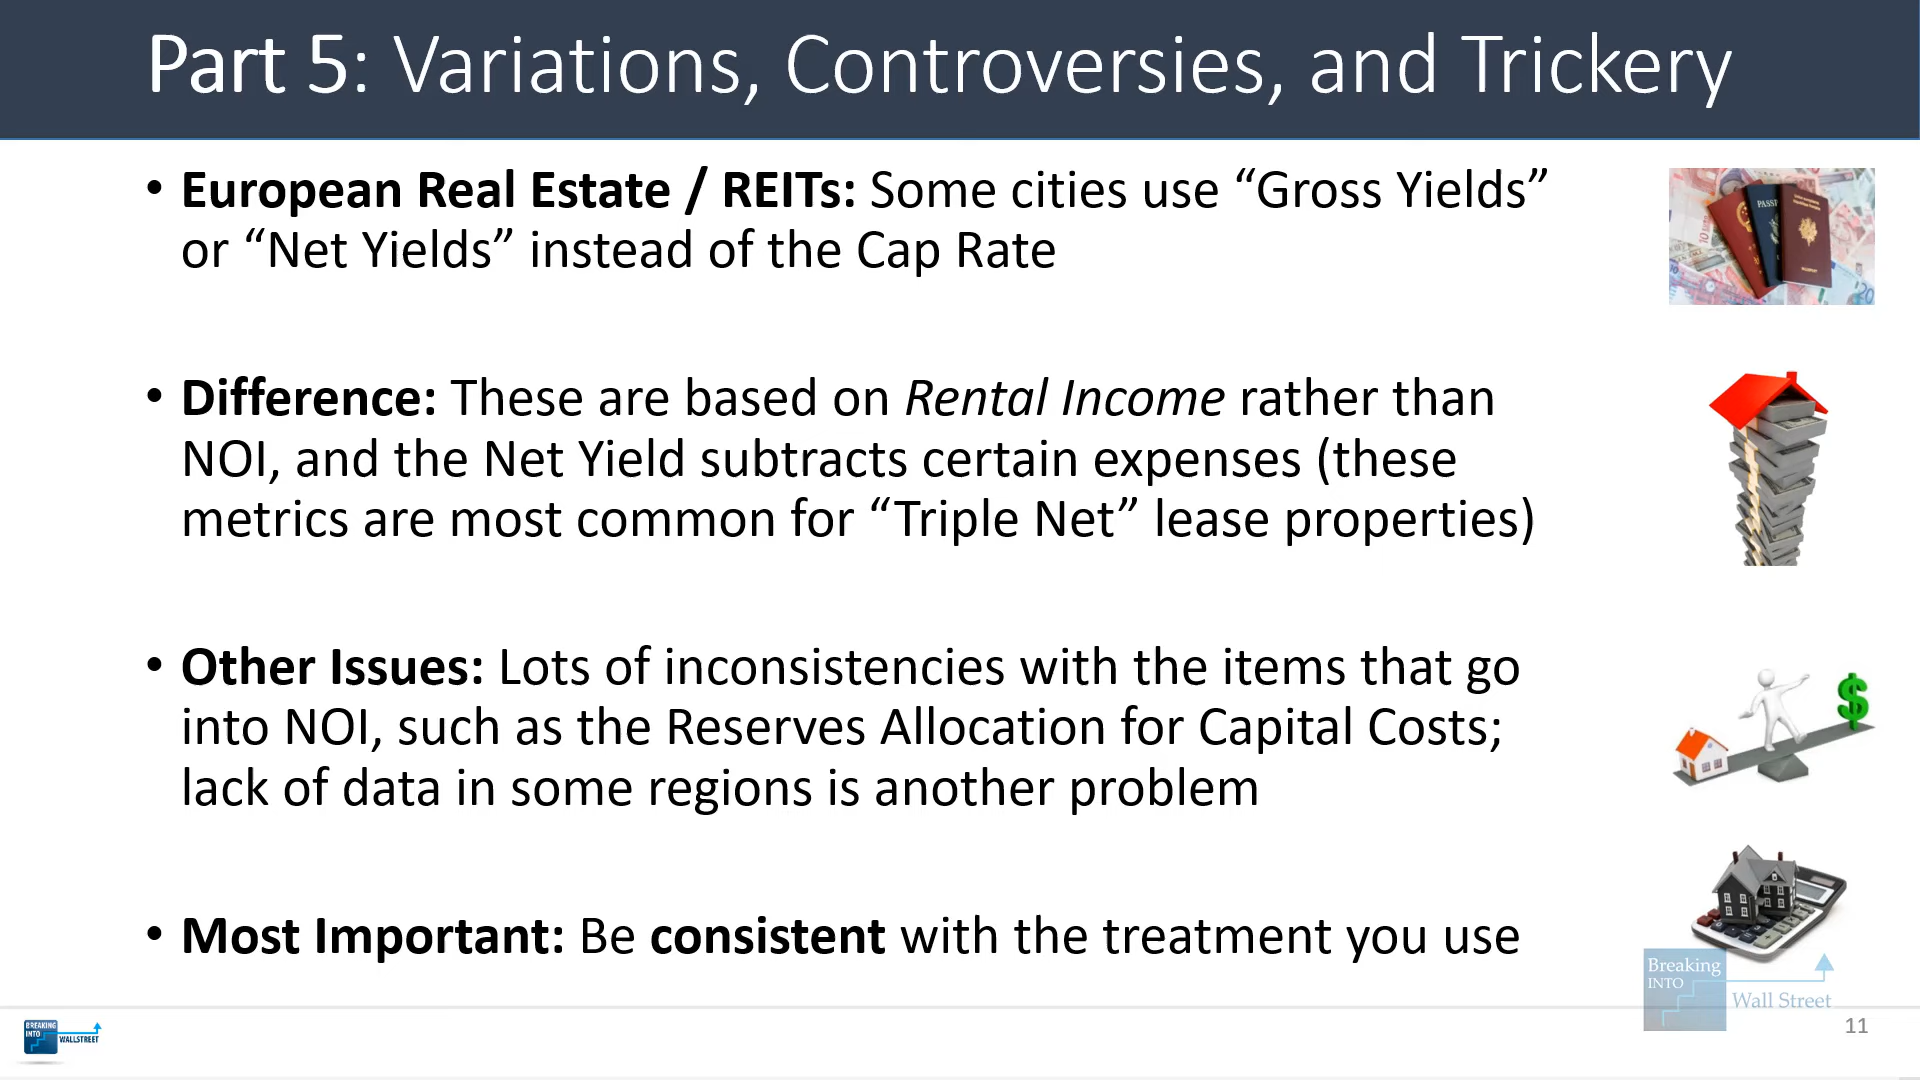 Part 5: Variations, Controversies, and Trickery
• European Real Estate / REITs: Some cities use “Gross Yields”
or “Net Yields” instead of the Cap Rate
• Difference: These are based on Rental Income rather than
NOI, and the Net Yield subtracts certain expenses (these
metrics are most common for “Triple Net” lease properties)
• Other Issues: Lots of inconsistencies with the items that go
into NOI, such as the Reserves Allocation for Capital Costs;
lack of data in some regions is another problem
• Most Important: Be consistent with the treatment you use
Breaking
INTO
Wall Street
BREAKING
INTO
WALLSTREET
11